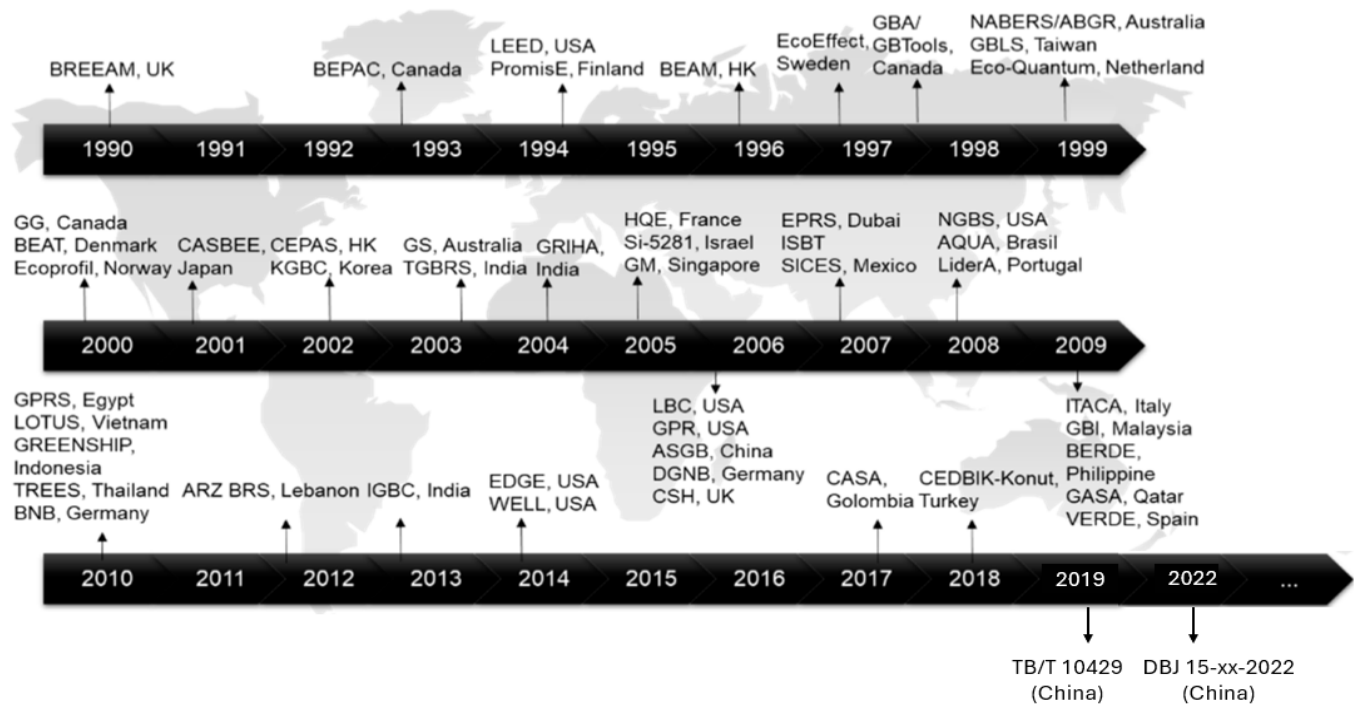 BREEAM, UK
BEPAC, Canada
LEED, USA
PromisE, Finland
BEAM, HK
EcoEffect,
Sweden
GBA/
GBTools,
Canada
NABERS/ABGR, Australia
GBLS, Taiwan
Eco-Quantum, Netherland
1990 1991 1992 1993 1994 1995 1996 1997 1998 1999
GG, Canada
BEAT, Denmark
Ecoprofil, Norway
CASBEE,
Japan
CEPAS, HK
KGBC, Korea
GS, Australia
TGBRS, India
GRIHA,
India
HQE, France
Si-5281, Israel
GM, Singapore
EPRS, Dubai
ISBT
SICES, Mexico
NGBS, USA
AQUA, Brasil
LiderA, Portugal
2000 2001 2002 2003 2004 2005 2006 2007 2008 2009
LBC, USA
GPR, USA
ASGB, China
DGNB, Germany
CSH, UK
ITACA, Italy
GBI, Malaysia
BERDE,
Philippine
GASA, Qatar
VERDE, Spain
GPRS, Egypt
LOTUS, Vietnam
GREENSHIP,
Indonesia
TREES, Thailand
BNB, Germany
ARZ BRS, Lebanon
IGBC, India
EDGE, USA
WELL, USA
CASA,
Golombia
CEDBIK-Konut,
Turkey
2010 2011 2012 2013 2014 2015 2016 2017 2018 2019 2022 ...
TB/T 10429
(China)
DBJ 15-xx-2022
(China)